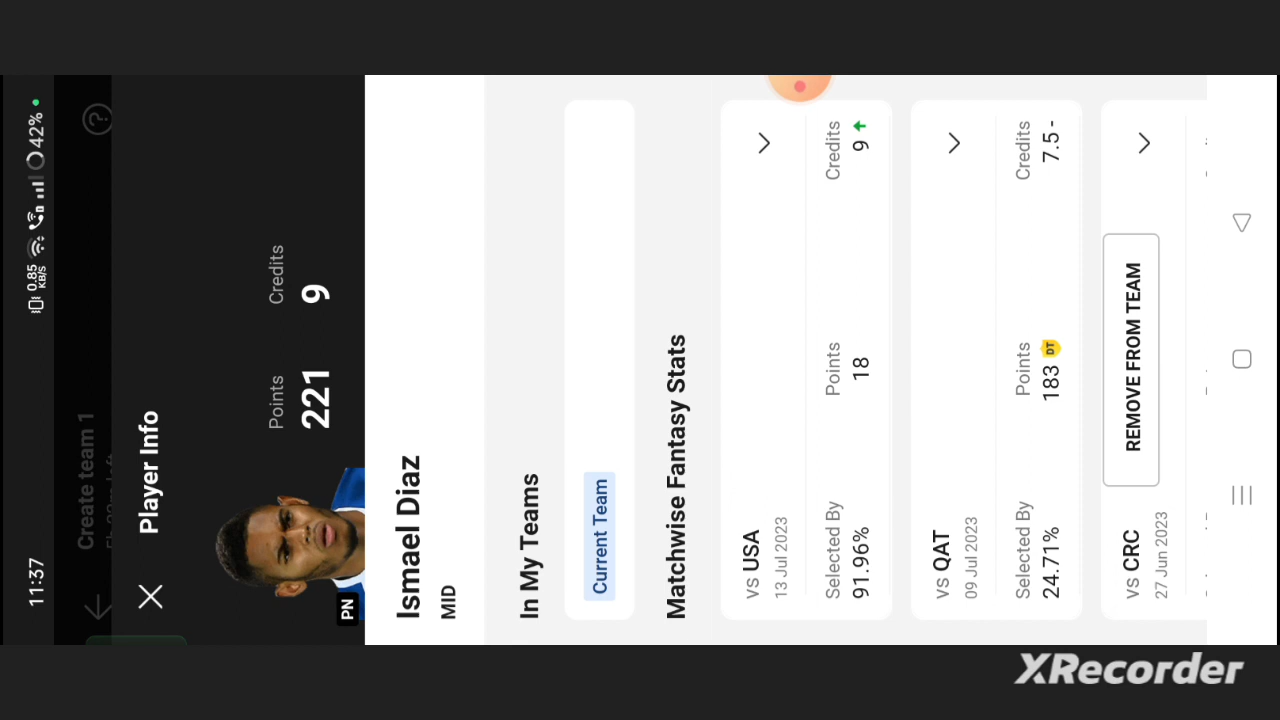 11:37
0.85
KB/S
42%
Create team 1
Player Info
Points
Credits
221
9
PN
Ismael Diaz
MID
In My Teams
Current Team
Matchwise Fantasy Stats
vs USA
13 Jul 2023
Selected By
Points
Credits
91.96%
18
9
vs QAT
09 Jul 2023
Selected By
Points
Credits
24.71%
183 DT
7.5 -
vs CRC
27 Jun 2023
REMOVE FROM TEAM
XRecorder